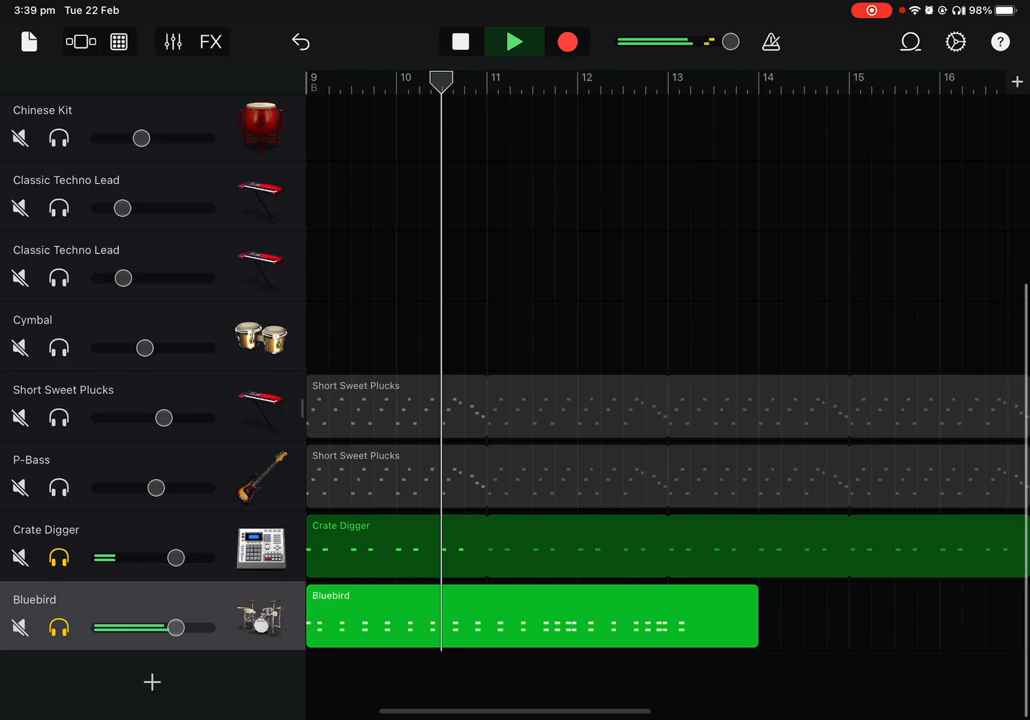 3:39 pm Tue 22 Feb
98%
FX
?
9 10 11 12 13 14 15 16 +
B
Chinese Kit
Classic Techno Lead
Classic Techno Lead
Cymbal
Short Sweet Plucks
Short Sweet Plucks
P-Bass
Short Sweet Plucks
Crate Digger
Crate Digger
Bluebird
Bluebird